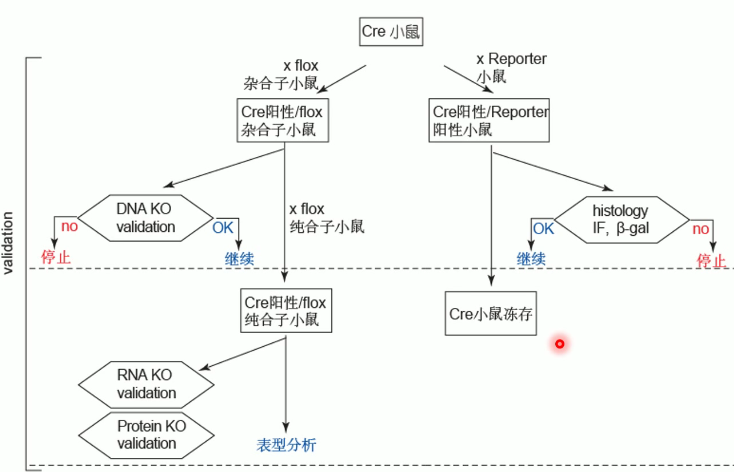 Cre 小鼠
x flox
杂合子小鼠
x Reporter
小鼠
Cre阳性/flox
杂合子小鼠
Cre阳性/Reporter
阳性小鼠
DNA KO
validation
no
OK
停止
继续
x flox
纯合子小鼠
histology
IF, β-gal
OK
no
继续
停止
validation
Cre阳性/flox
纯合子小鼠
Cre小鼠冻存
RNA KO
validation
Protein KO
validation
表型分析